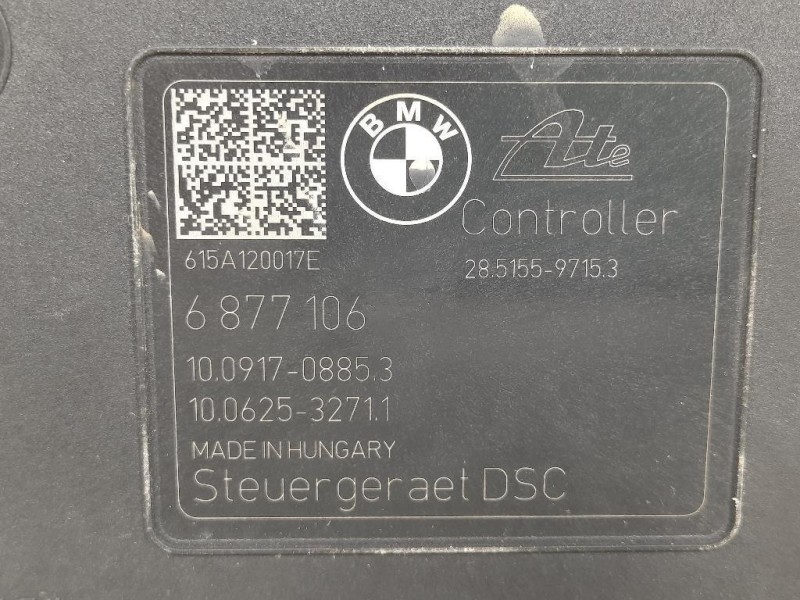 BMW
Ate
Controller
615A120017E
28.5155-9715.3
6 877 106
10.0917-0885.3
10.0625-3271.1
MADE IN HUNGARY
Steuergeraet DSC